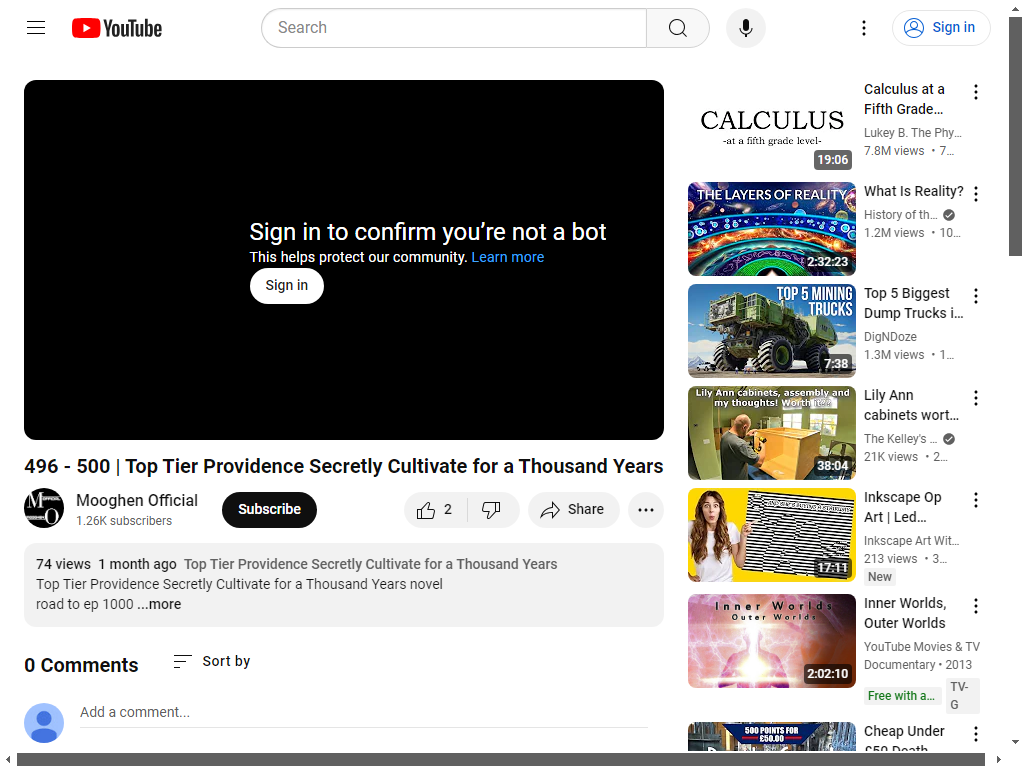 YouTube
Search
Sign in
Sign in to confirm you’re not a bot
This helps protect our community. Learn more
Sign in
496 - 500 | Top Tier Providence Secretly Cultivate for a Thousand Years
Mooghen Official
1.26K subscribers
Subscribe
2
Share
74 views 1 month ago Top Tier Providence Secretly Cultivate for a Thousand Years
Top Tier Providence Secretly Cultivate for a Thousand Years novel
road to ep 1000 ...more
0 Comments
Sort by
Add a comment...
CALCULUS
-at a fifth grade level-
19:06
Calculus at a
Fifth Grade…
Lukey B. The Phy…
7.8M views • 7…
THE LAYERS OF REALITY
2:32:23
What Is Reality?
History of th…
1.2M views • 10…
TOP 5 MINING
TRUCKS
7:38
Top 5 Biggest
Dump Trucks i…
DigNDoze
1.3M views • 1…
Lily Ann cabinets, assembly and
my thoughts! Worth it??
38:04
Lily Ann
cabinets wort…
The Kelley's …
21K views • 2…
17:11
Inkscape Op
Art | Led…
Inkscape Art Wit…
213 views • 3…
New
Inner Worlds
Outer Worlds
2:02:10
Inner Worlds,
Outer Worlds
YouTube Movies & TV
Documentary • 2013
Free with a…
TV-
G
500 POINTS FOR
£50.00
Cheap Under
£50 Death